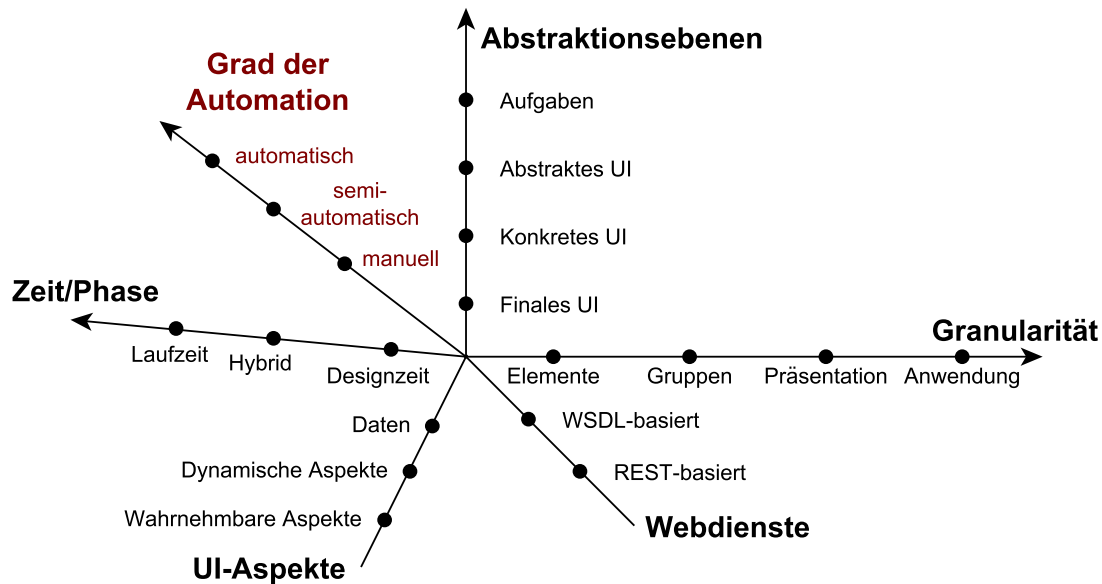 Abstraktionsebenen
Aufgaben
Abstraktes UI
Konkretes UI
Finales UI
Grad der
Automation
automatisch
semi-
automatisch
manuell
Zeit/Phase
Laufzeit
Hybrid
Designzeit
Granularität
Elemente
Gruppen
Präsentation
Anwendung
Daten
Dynamische Aspekte
Wahrnehmbare Aspekte
UI-Aspekte
WSDL-basiert
REST-basiert
Webdienste